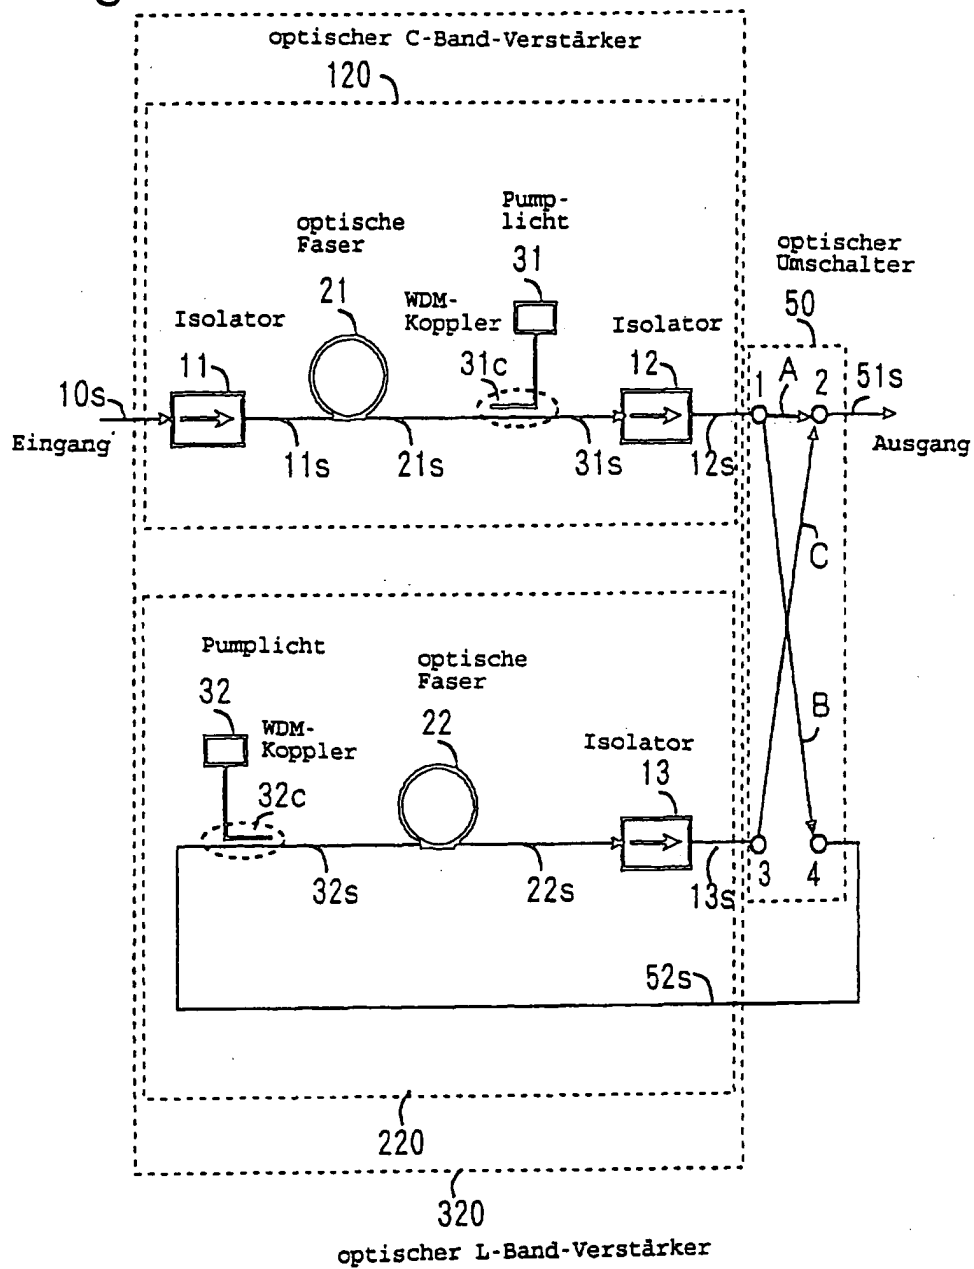 optischer C-Band-Verstärker
120
Pump-
licht
31
optische
Faser
21
optischer
Umschalter
50
WDM-
Koppler
31c
Isolator
11
Isolator
12
10s
Eingang
11s
21s
31s
12s
1
A
2
51s
Ausgang
C
B
Pumplicht
32
WDM-
Koppler
32c
optische
Faser
22
Isolator
13
32s
22s
13s
3
4
52s
220
320
optischer L-Band-Verstärker